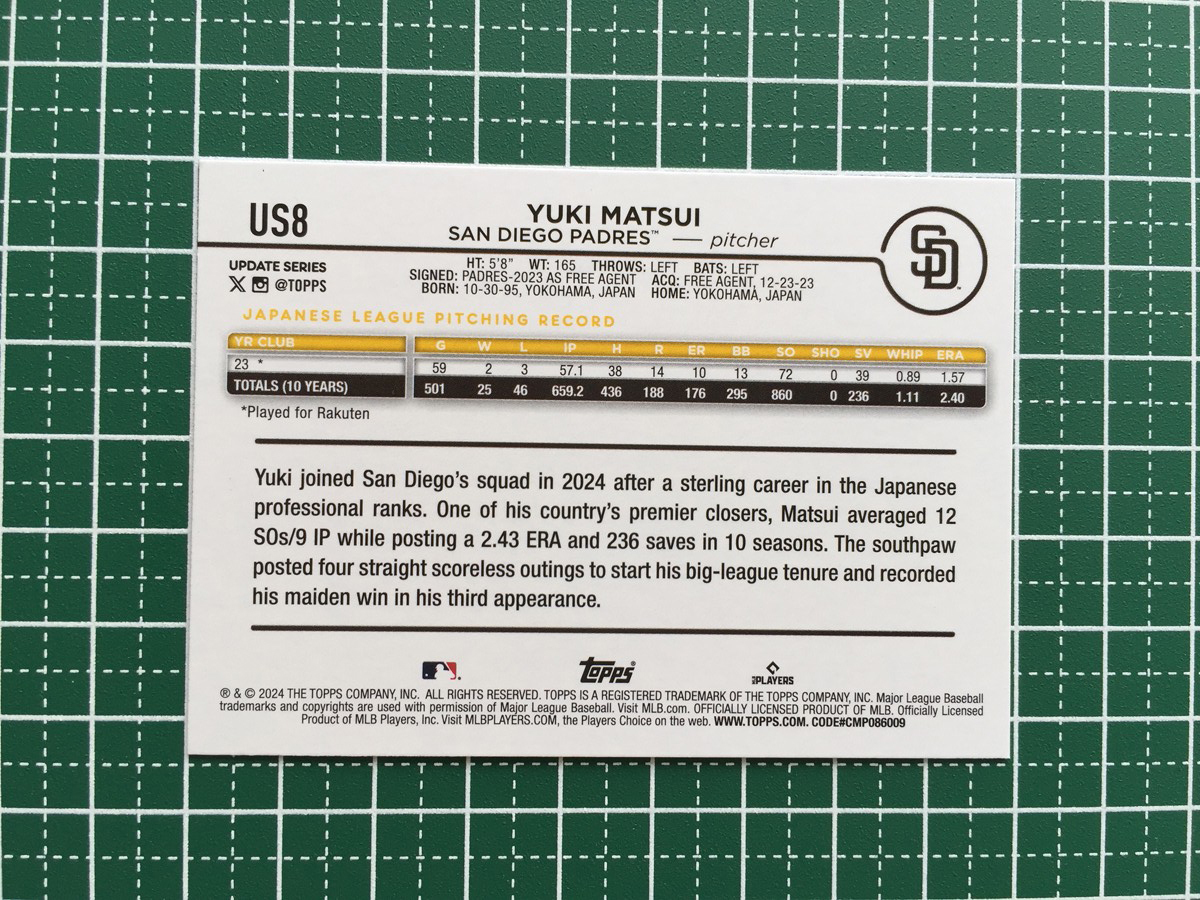 US8
YUKI MATSUI
SAN DIEGO PADRES™ — pitcher
SD
UPDATE SERIES
X @TOPPS
HT: 5'8" WT: 165 THROWS: LEFT BATS: LEFT
SIGNED: PADRES-2023 AS FREE AGENT ACQ: FREE AGENT, 12-23-23
BORN: 10-30-95, YOKOHAMA, JAPAN HOME: YOKOHAMA, JAPAN
JAPANESE LEAGUE PITCHING RECORD
YR CLUB G W L IP H R ER BB SO SHO SV WHIP ERA
23 * 59 2 3 57.1 38 14 10 13 72 0 39 0.89 1.57
TOTALS (10 YEARS) 501 25 46 659.2 436 188 176 295 860 0 236 1.11 2.40
*Played for Rakuten
Yuki joined San Diego's squad in 2024 after a sterling career in the Japanese
professional ranks. One of his country's premier closers, Matsui averaged 12
SOs/9 IP while posting a 2.43 ERA and 236 saves in 10 seasons. The southpaw
posted four straight scoreless outings to start his big-league tenure and recorded
his maiden win in his third appearance.
Topps®
MLB PLAYERS
® & © 2024 THE TOPPS COMPANY, INC. ALL RIGHTS RESERVED. TOPPS IS A REGISTERED TRADEMARK OF THE TOPPS COMPANY, INC. Major League Baseball
trademarks and copyrights are used with permission of Major League Baseball. Visit MLB.com. OFFICIALLY LICENSED PRODUCT OF MLB. Officially Licensed
Product of MLB Players, Inc. Visit MLBPLAYERS.COM, the Players Choice on the web. WWW.TOPPS.COM. CODE#CMP086009